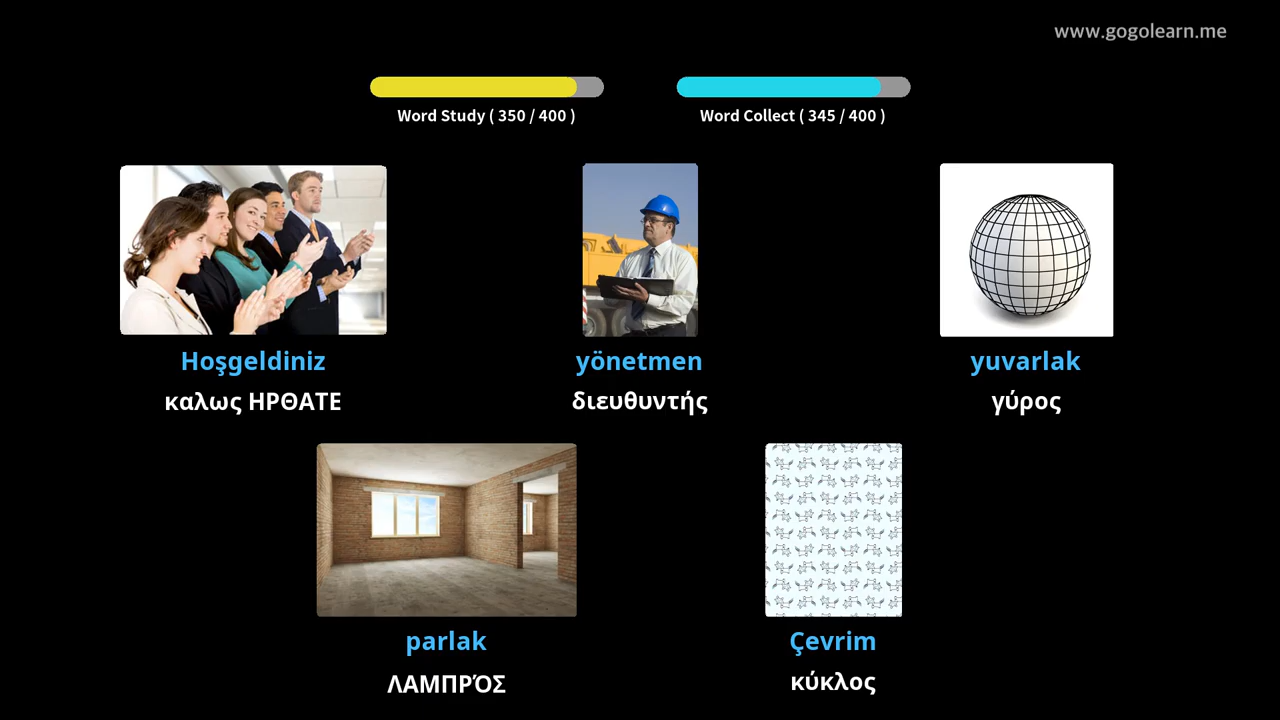 www.gogolearn.me
Word Study ( 350 / 400 )
Word Collect ( 345 / 400 )
Hoşgeldiniz
yönetmen
yuvarlak
καλως ΗΡΘΑΤΕ
διευθυντής
γύρος
parlak
Çevrim
ΛΑΜΠΡΌΣ
κύκλος